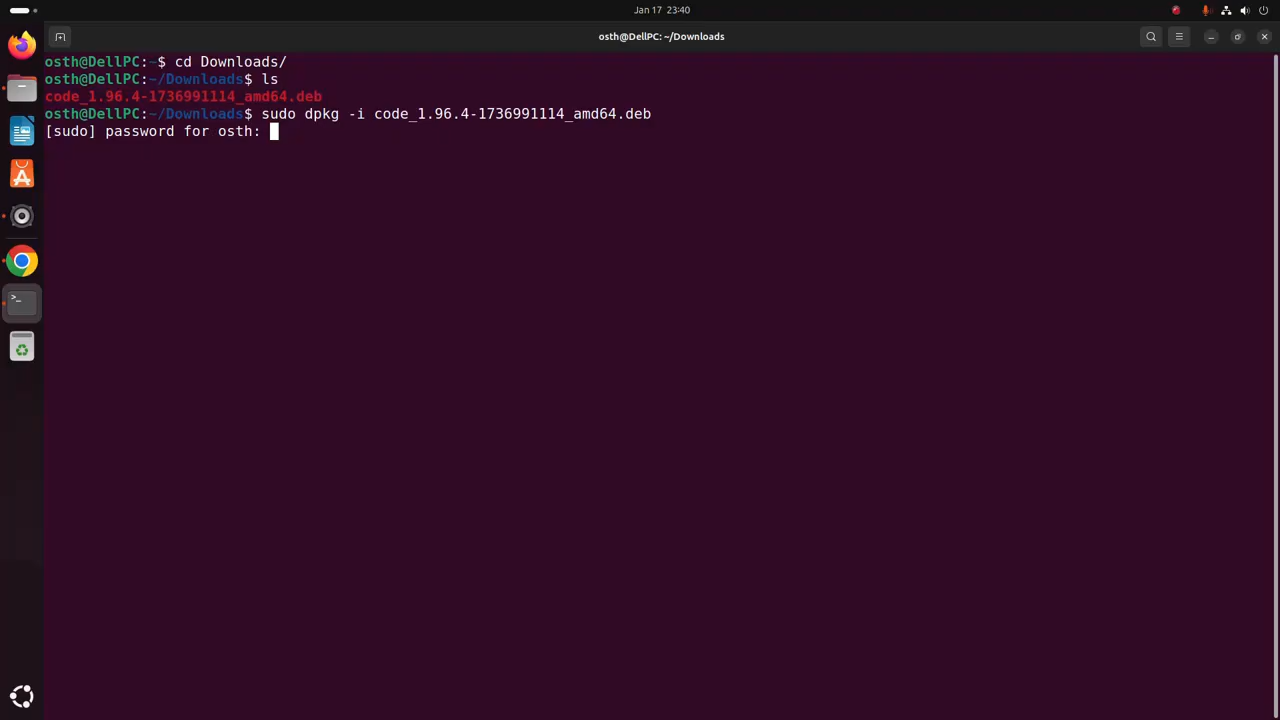 Jan 17 23:40
osth@DellPC: ~/Downloads
osth@DellPC:~$ cd Downloads/
osth@DellPC:~/Downloads$ ls
code_1.96.4-1736991114_amd64.deb
osth@DellPC:~/Downloads$ sudo dpkg -i code_1.96.4-1736991114_amd64.deb
[sudo] password for osth: